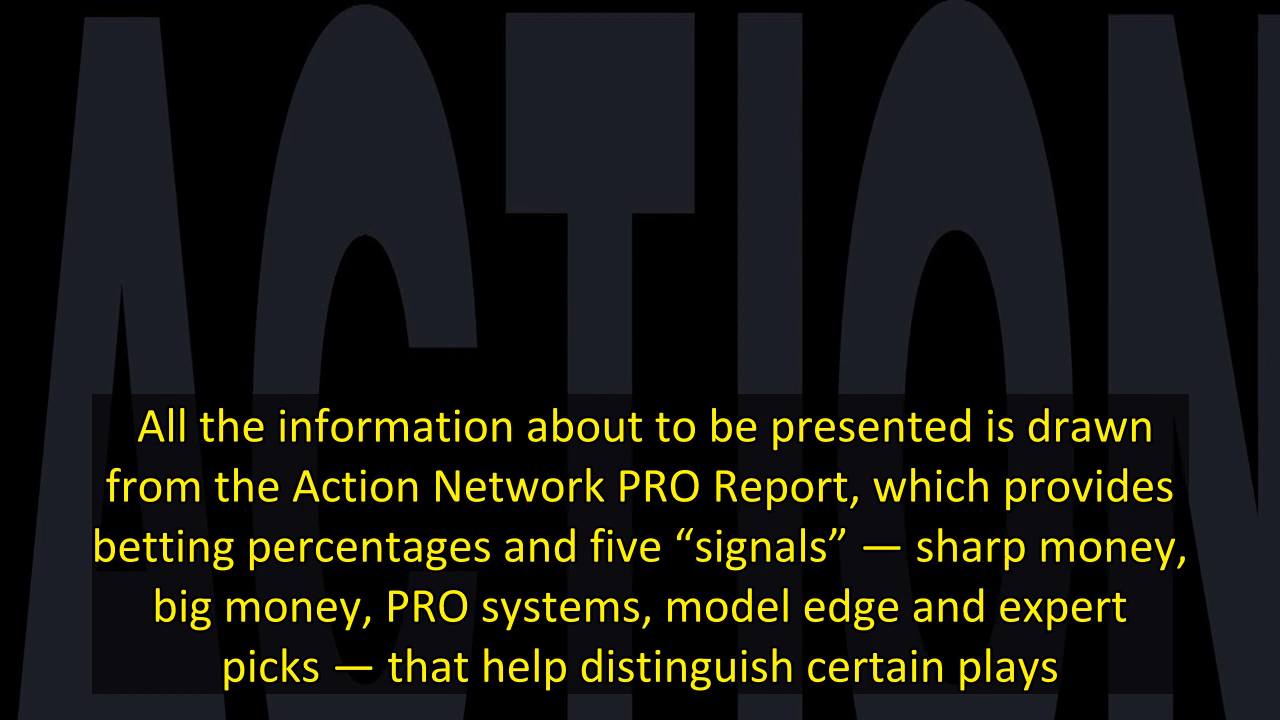 ACTION
All the information about to be presented is drawn
from the Action Network PRO Report, which provides
betting percentages and five “signals” — sharp money,
big money, PRO systems, model edge and expert
picks — that help distinguish certain plays